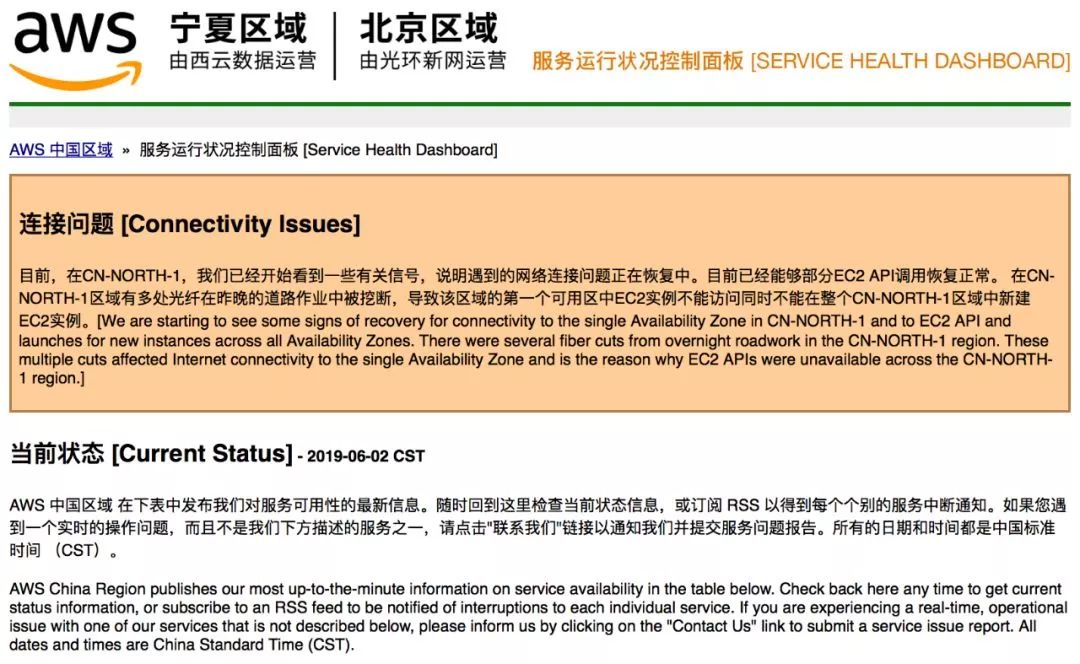 aws
宁夏区域
由西云数据运营
北京区域
由光环新网运营
服务运行状况控制面板 [SERVICE HEALTH DASHBOARD]
AWS 中国区域 » 服务运行状况控制面板 [Service Health Dashboard]
连接问题 [Connectivity Issues]
目前，在CN-NORTH-1，我们已经开始看到一些有关信号，说明遇到的网络连接问题正在恢复中。目前已经能够部分EC2 API调用恢复正常。 在CN-
NORTH-1区域有多处光纤在昨晚的道路作业中被挖断，导致该区域的第一个可用区中EC2实例不能访问同时不能在整个CN-NORTH-1区域中新建
EC2实例。[We are starting to see some signs of recovery for connectivity to the single Availability Zone in CN-NORTH-1 and to EC2 API and
launches for new instances across all Availability Zones. There were several fiber cuts from overnight roadwork in the CN-NORTH-1 region. These
multiple cuts affected Internet connectivity to the single Availability Zone and is the reason why EC2 APIs were unavailable across the CN-NORTH-
1 region.]
当前状态 [Current Status] - 2019-06-02 CST
AWS 中国区域 在下表中发布我们对服务可用性的最新信息。随时回到这里检查当前状态信息，或订阅 RSS 以得到每个个别的服务中断通知。如果您遇
到一个实时的操作问题，而且不是我们下方描述的服务之一，请点击"联系我们"链接以通知我们并提交服务问题报告。所有的日期和时间都是中国标准
时间 （CST）。
AWS China Region publishes our most up-to-the-minute information on service availability in the table below. Check back here any time to get current
status information, or subscribe to an RSS feed to be notified of interruptions to each individual service. If you are experiencing a real-time, operational
issue with one of our services that is not described below, please inform us by clicking on the "Contact Us" link to submit a service issue report. All
dates and times are China Standard Time (CST).